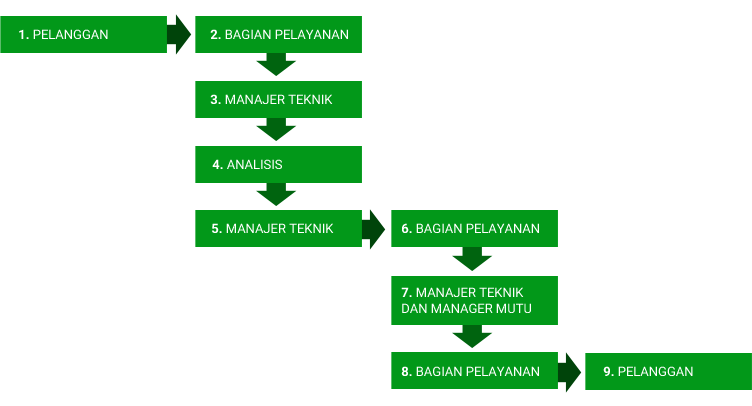 1. PELANGGAN
2. BAGIAN PELAYANAN
3. MANAJER TEKNIK
4. ANALISIS
5. MANAJER TEKNIK
6. BAGIAN PELAYANAN
7. MANAJER TEKNIK
DAN MANAGER MUTU
8. BAGIAN PELAYANAN
9. PELANGGAN